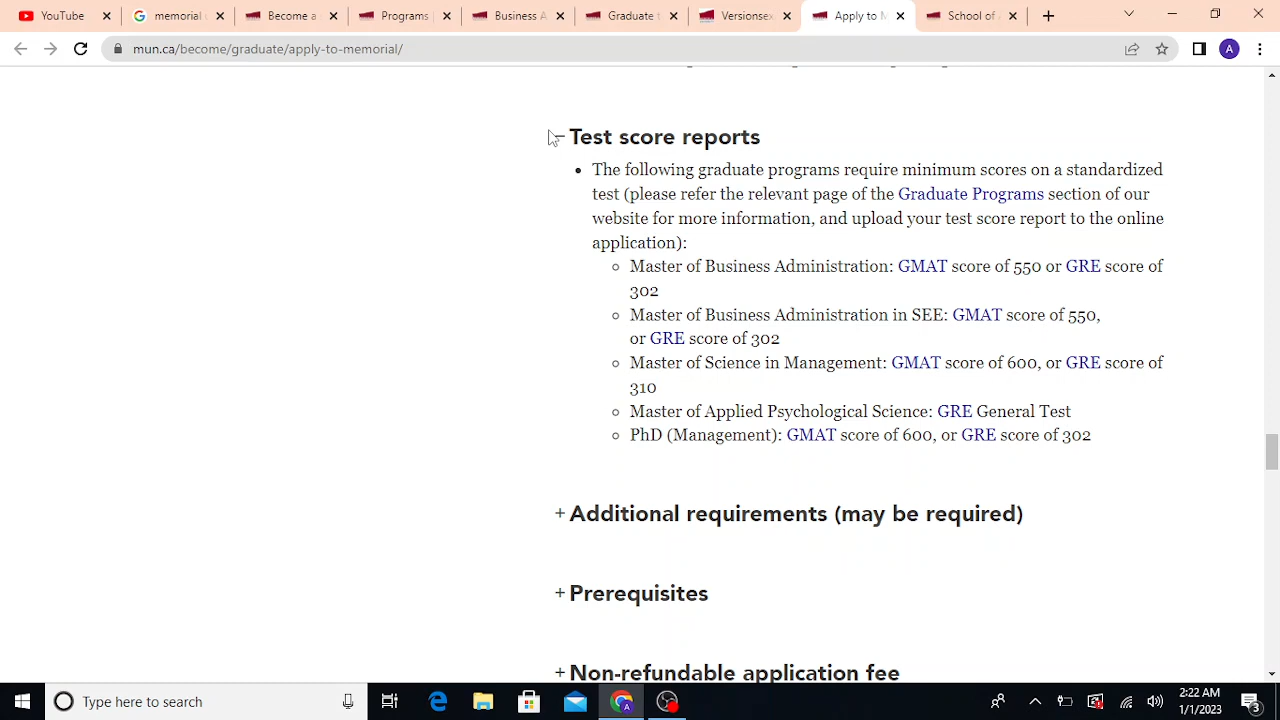 YouTube
memorial
Become a
Programs
Business A
Graduate t
Versionsex
Apply to M
School of
mun.ca/become/graduate/apply-to-memorial/
A
Test score reports
The following graduate programs require minimum scores on a standardized
test (please refer the relevant page of the Graduate Programs section of our
website for more information, and upload your test score report to the online
application):
Master of Business Administration: GMAT score of 550 or GRE score of
302
Master of Business Administration in SEE: GMAT score of 550,
or GRE score of 302
Master of Science in Management: GMAT score of 600, or GRE score of
310
Master of Applied Psychological Science: GRE General Test
PhD (Management): GMAT score of 600, or GRE score of 302
+ Additional requirements (may be required)
+ Prerequisites
+ Non-refundable application fee
Type here to search
2:22 AM
1/1/2023
3